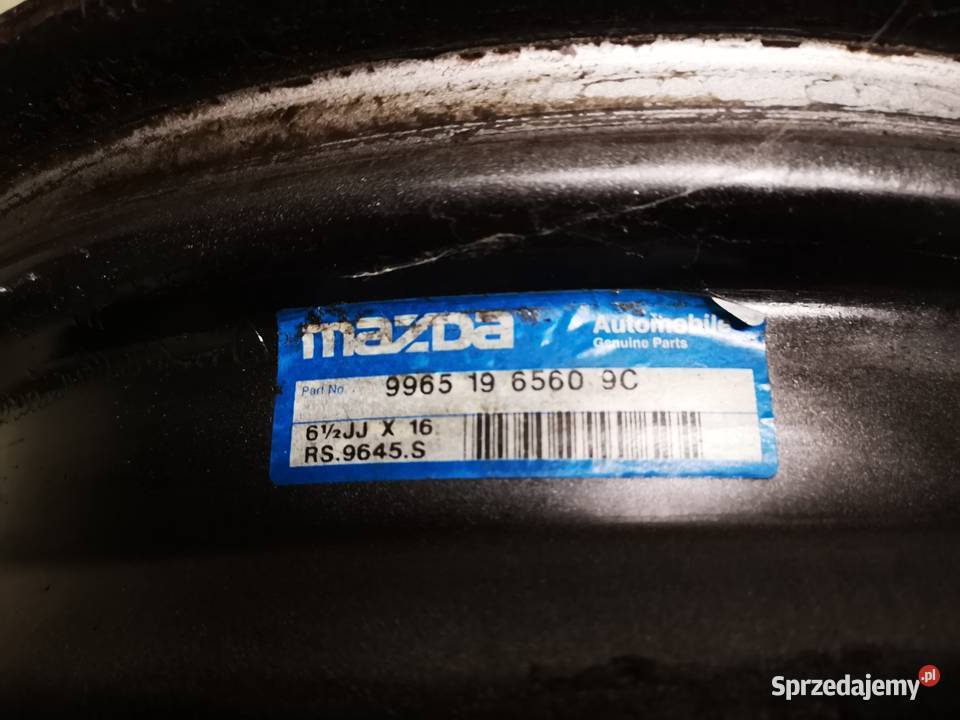 mazda
Automobile
Genuine Parts
Part No.
9965 19 6560 9C
6½JJ X 16
RS.9645.S
Sprzedajemy.pl